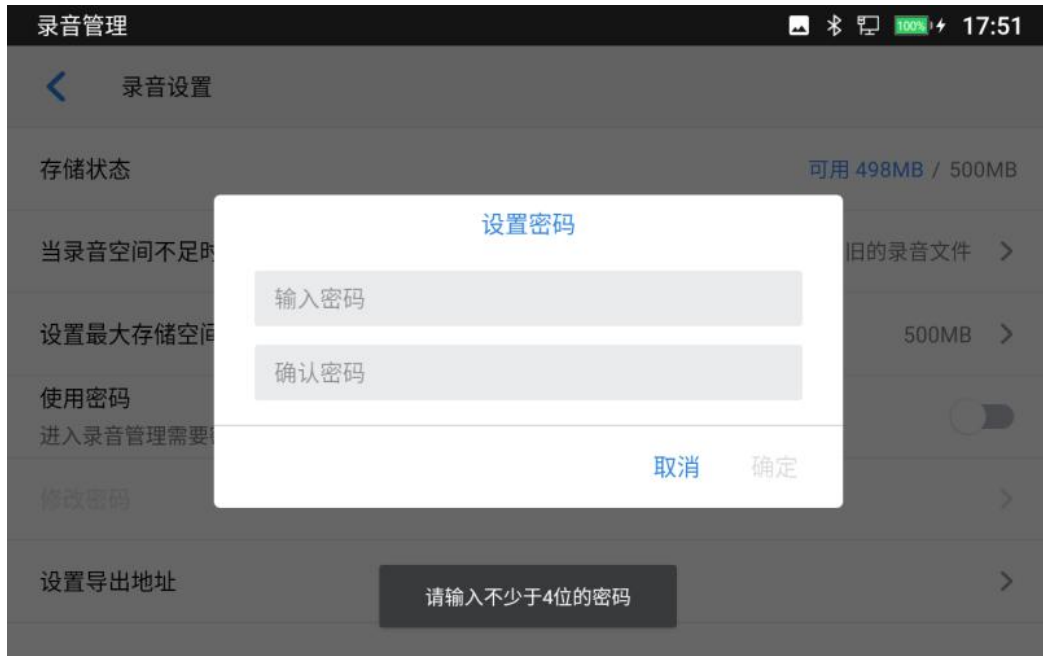 录音管理
100%
17:51
录音设置
存储状态
可用 498MB / 500MB
设置密码
当录音空间不足时
旧的录音文件
输入密码
设置最大存储空间
500MB
确认密码
使用密码
进入录音管理需要
取消
确定
修改密码
设置导出地址
请输入不少于4位的密码